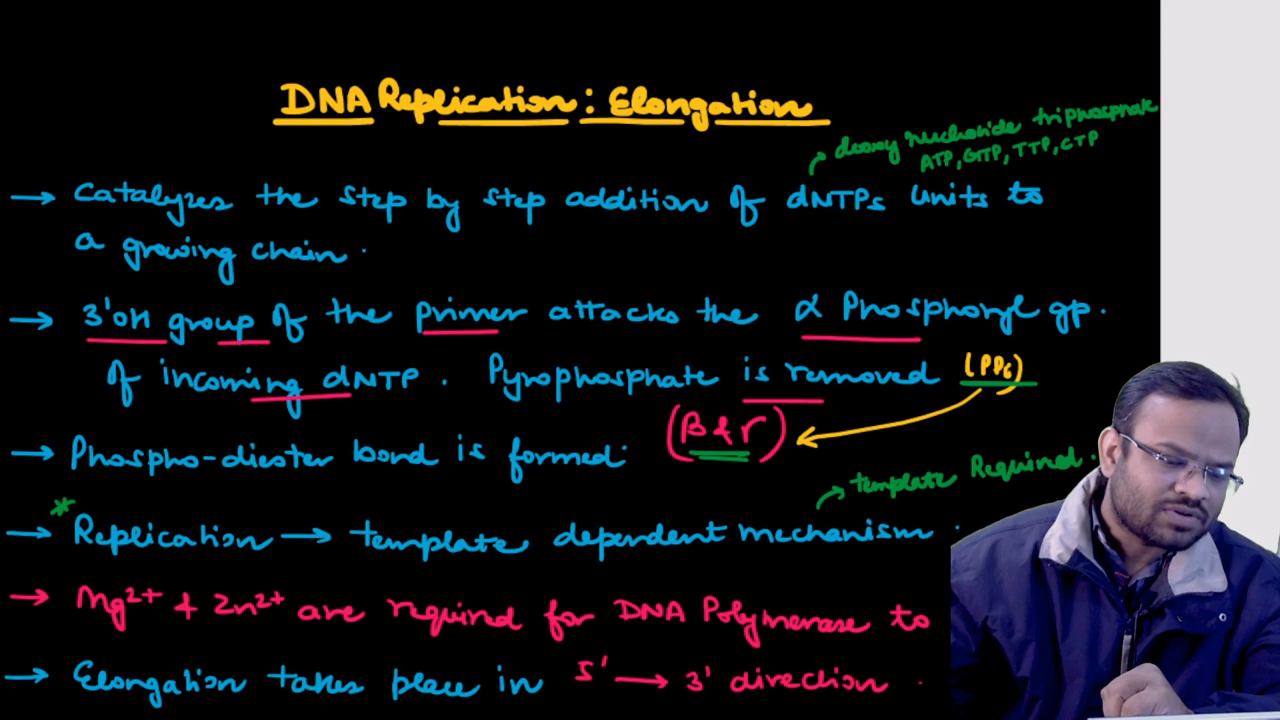 DNA Replication : Elongation
deoxy nucleotide triphosphate
ATP, GTP, TTP, CTP
→ Catalyzes the step by step addition of dNTPs units to
a growing chain.
→ 3'OH group of the primer attacks the α Phosphoryl gp.
of incoming dNTP. Pyrophosphate is removed (PPi)
(β & γ)
→ Phospho-diester bond is formed.
template Required.
* → Replication → template dependent mechanism.
→ Mg2+ & Zn2+ are required for DNA Polymerase to
→ Elongation takes place in 5' → 3' direction.